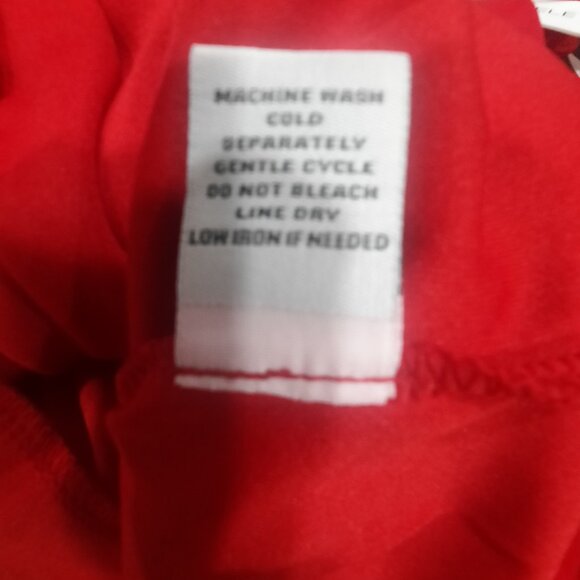 MACHINE WASH
COLD
SEPARATELY
GENTLE CYCLE
DO NOT BLEACH
LINE DRY
LOW IRON IF NEEDED